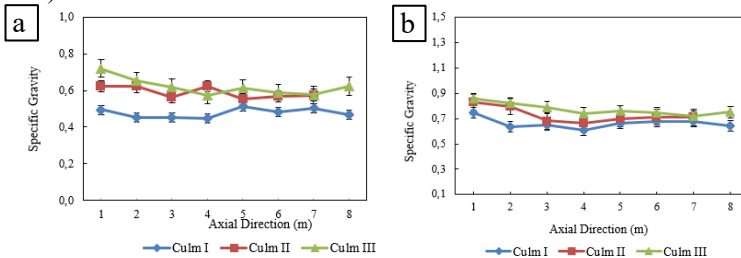 )
a
1,0
0,8
0,6
0,4
0,2
0,0
Specific Gravity
1 2 3 4 5 6 7 8
Axial Direction (m)
Culm I Culm II Culm III
b
1,5
1,3
1,1
0,9
0,7
0,5
0,3
0,1
Specific Gravity
1 2 3 4 5 6 7 8
Axial Direction (m)
Culm I Culm II Culm III